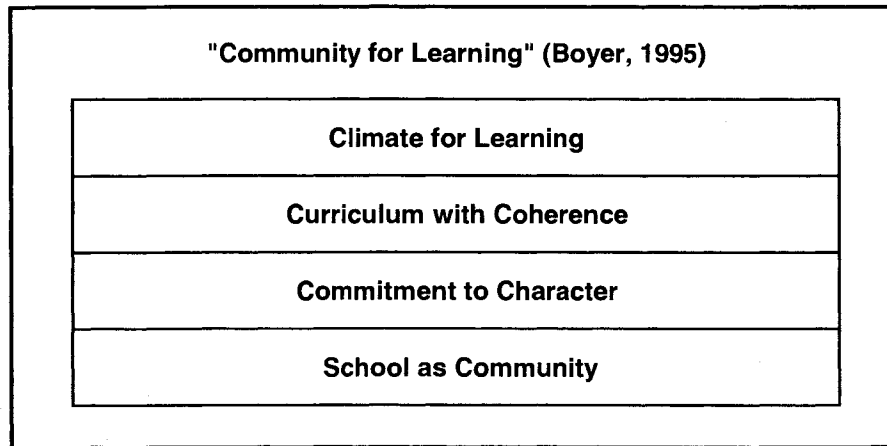 "Community for Learning" (Boyer, 1995)
Climate for Learning
Curriculum with Coherence
Commitment to Character
School as Community